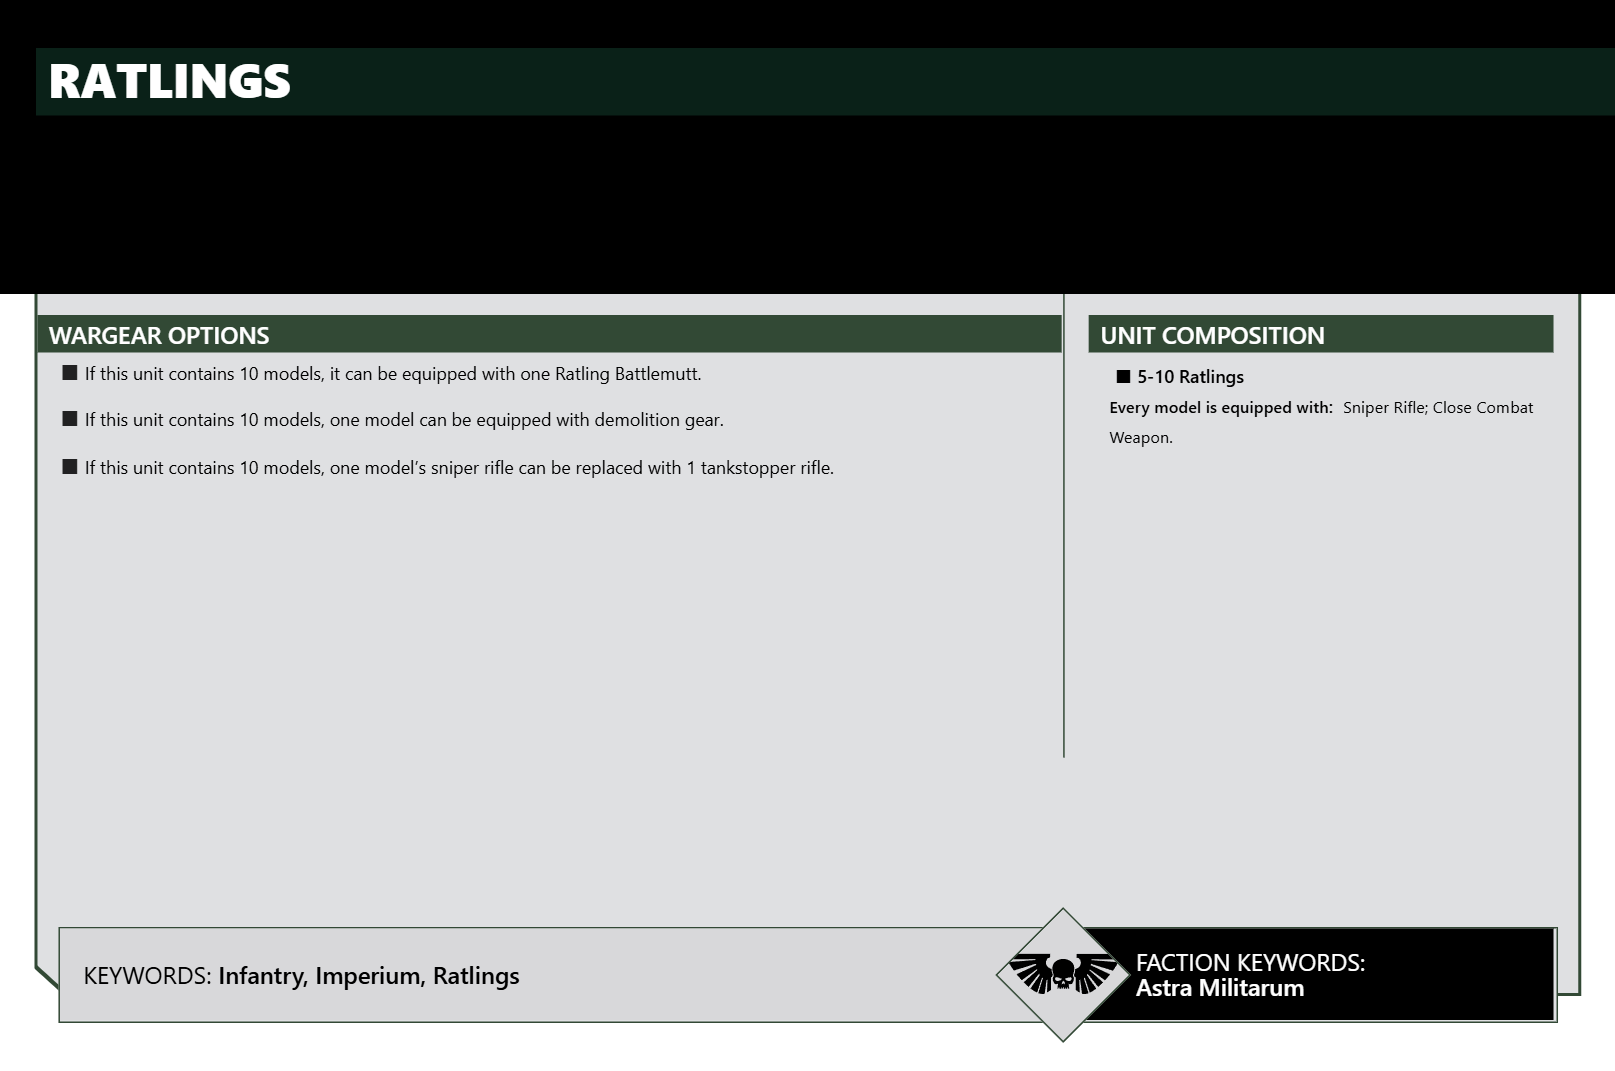 RATLINGS
WARGEAR OPTIONS
■ If this unit contains 10 models, it can be equipped with one Ratling Battlemutt.
■ If this unit contains 10 models, one model can be equipped with demolition gear.
■ If this unit contains 10 models, one model’s sniper rifle can be replaced with 1 tankstopper rifle.
UNIT COMPOSITION
■ 5-10 Ratlings
Every model is equipped with: Sniper Rifle; Close Combat
Weapon.
KEYWORDS: Infantry, Imperium, Ratlings
FACTION KEYWORDS:
Astra Militarum